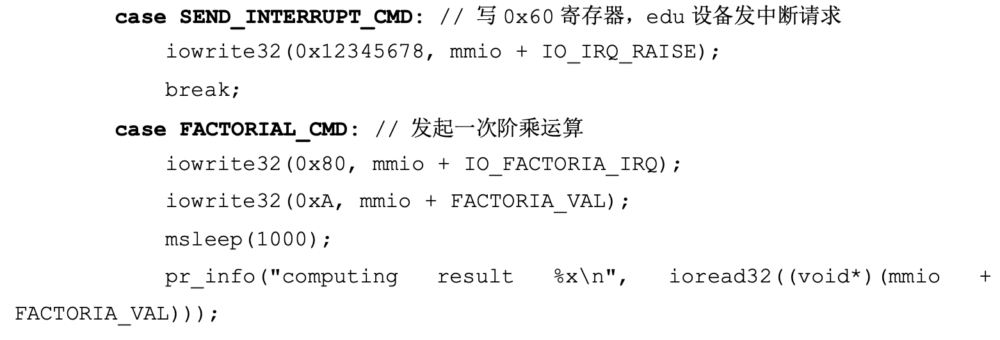 case SEND_INTERRUPT_CMD: // 写 0x60 寄存器，edu 设备发中断请求
iowrite32(0x12345678, mmio + IO_IRQ_RAISE);
break;
case FACTORIAL_CMD: // 发起一次阶乘运算
iowrite32(0x80, mmio + IO_FACTORIA_IRQ);
iowrite32(0xA, mmio + FACTORIA_VAL);
msleep(1000);
pr_info("computing result %x\n", ioread32((void*)(mmio +
FACTORIA_VAL)));